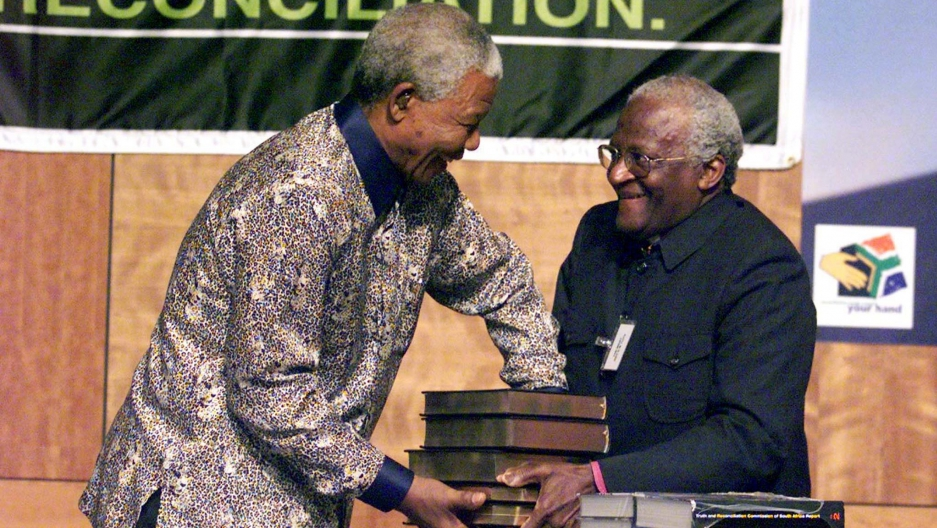 RECONCILIATION.
your hand
Truth and Reconciliation Commission of South Africa Report